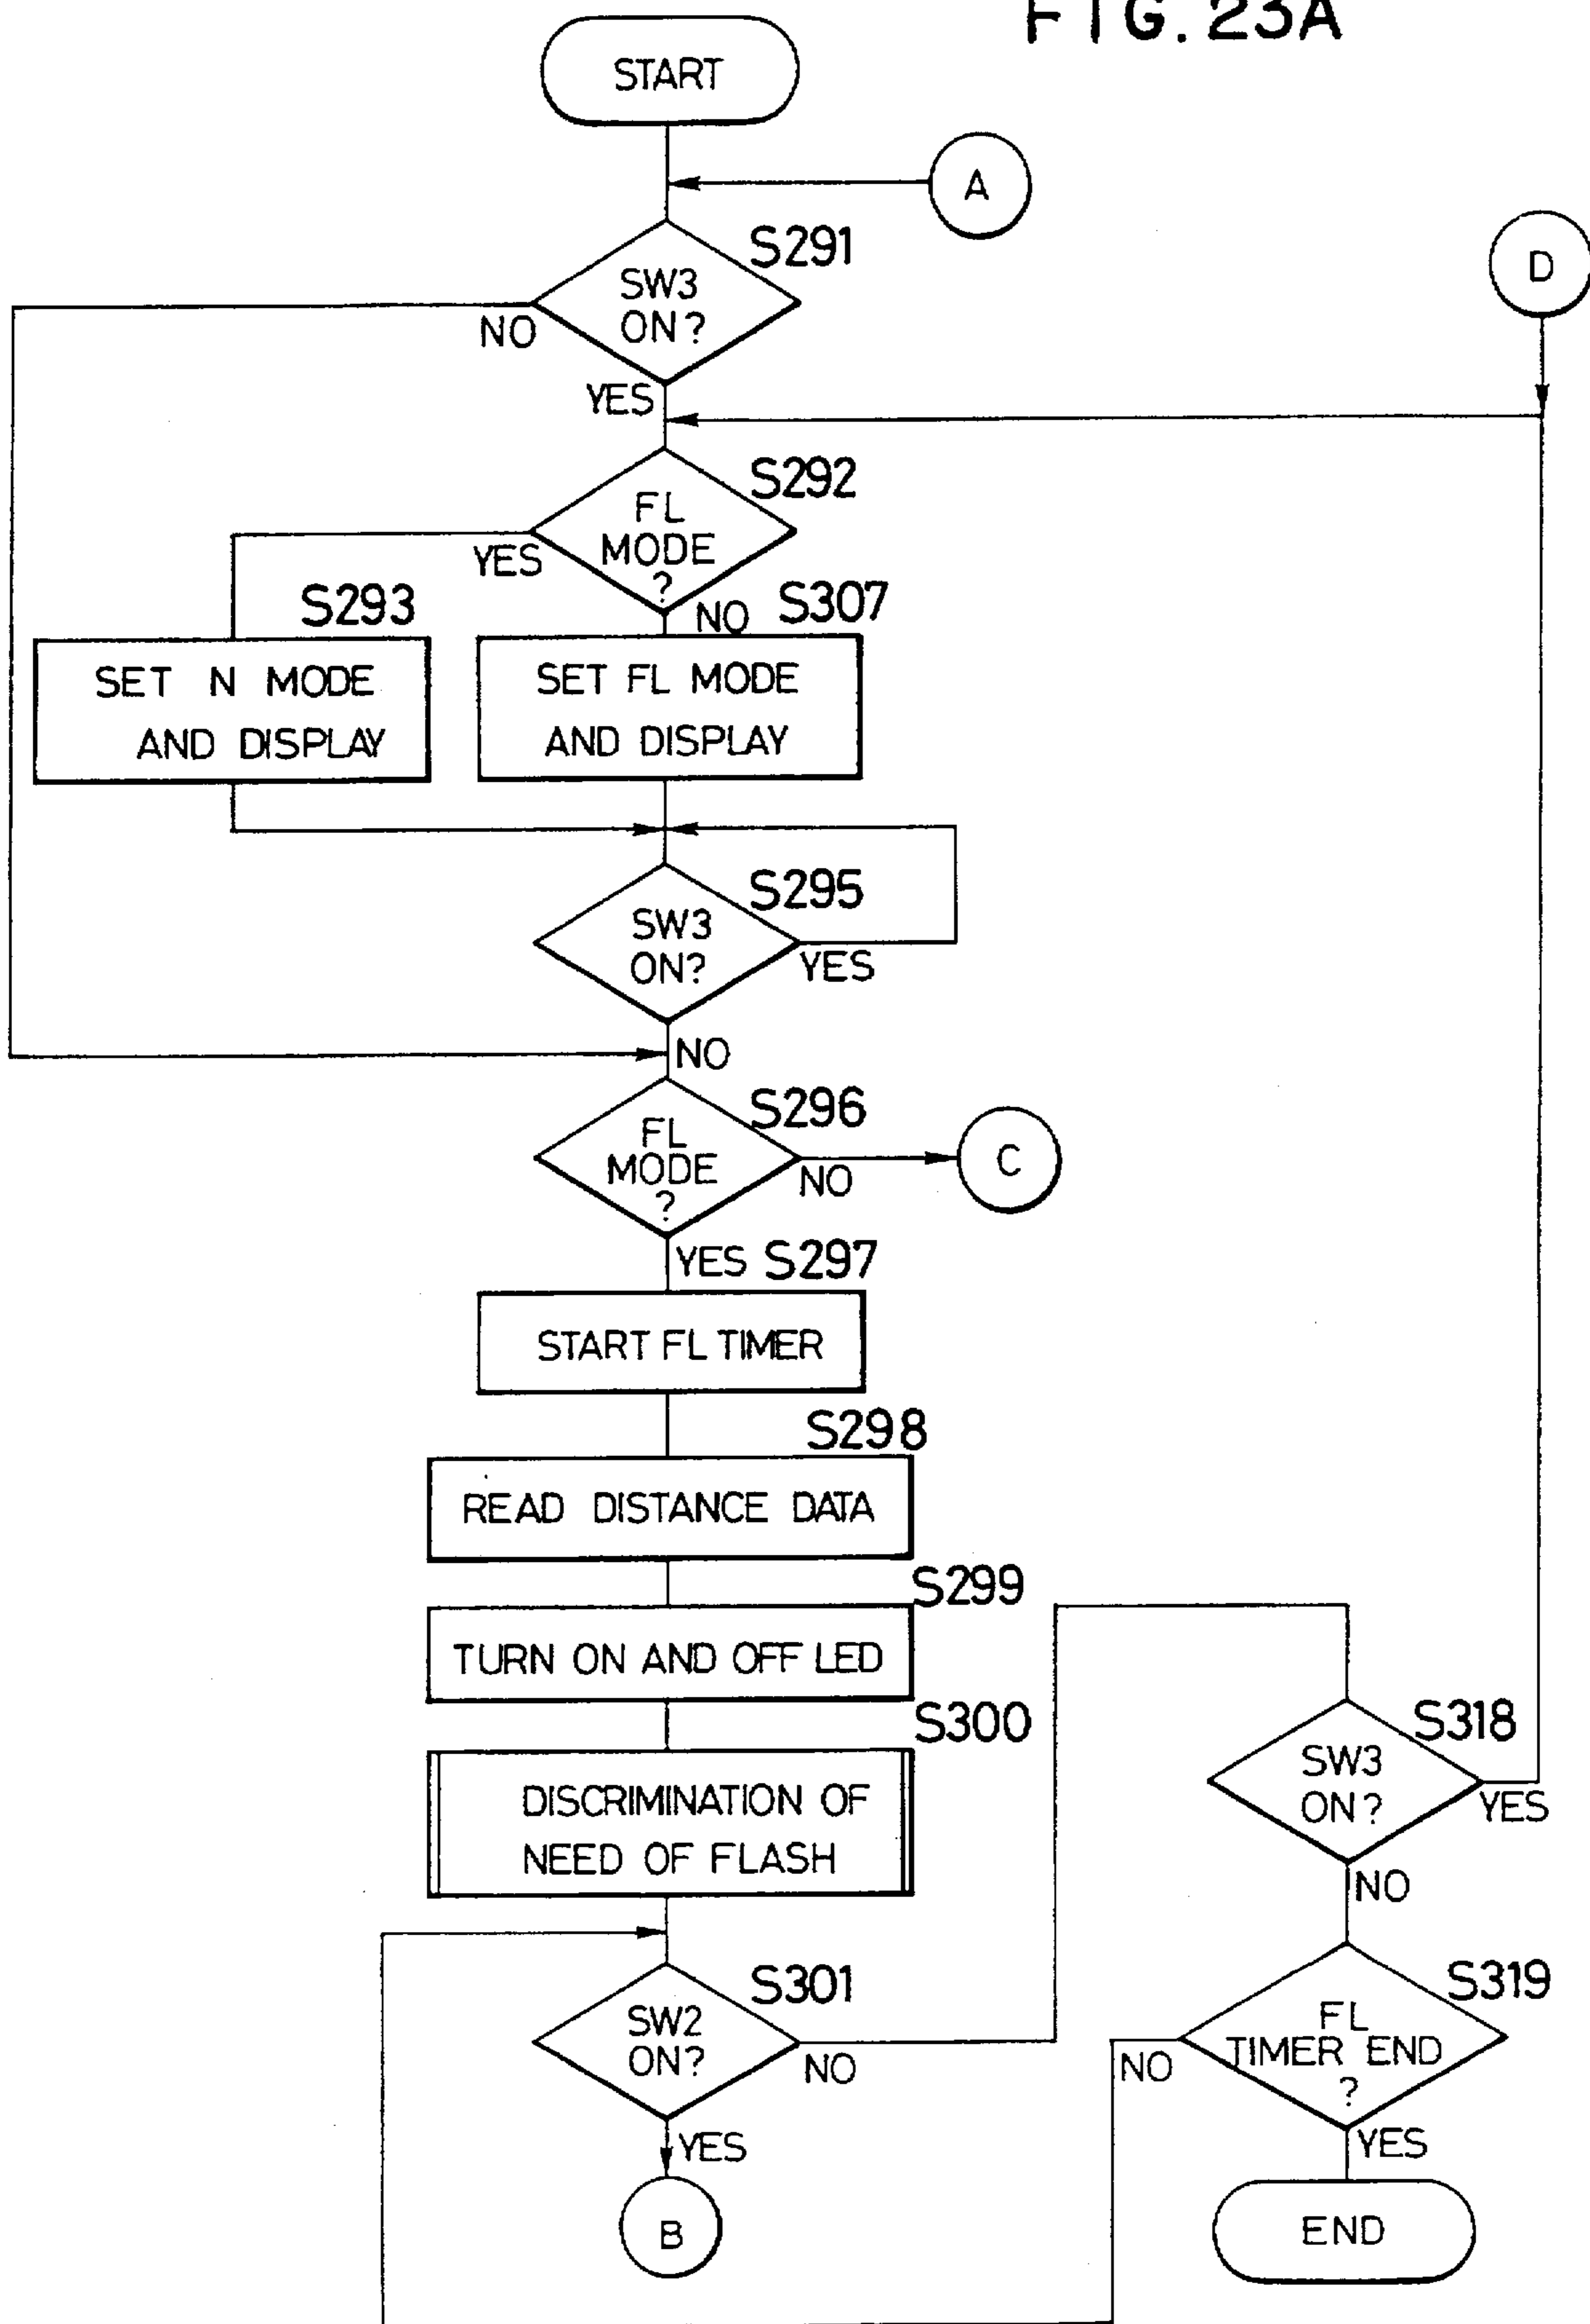 FIG. 23A
START
A
S291
D
SW3
ON?
NO
YES
S292
FL
MODE
?
YES
S293
NO
S307
SET N MODE
AND DISPLAY
SET FL MODE
AND DISPLAY
S295
SW3
ON?
YES
NO
S296
FL
MODE
?
NO
C
YES
S297
START FL TIMER
S298
READ DISTANCE DATA
S299
TURN ON AND OFF LED
S300
DISCRIMINATION OF
NEED OF FLASH
S318
SW3
ON?
YES
NO
S301
SW2
ON?
NO
S319
FL
TIMER END
?
NO
YES
YES
B
END